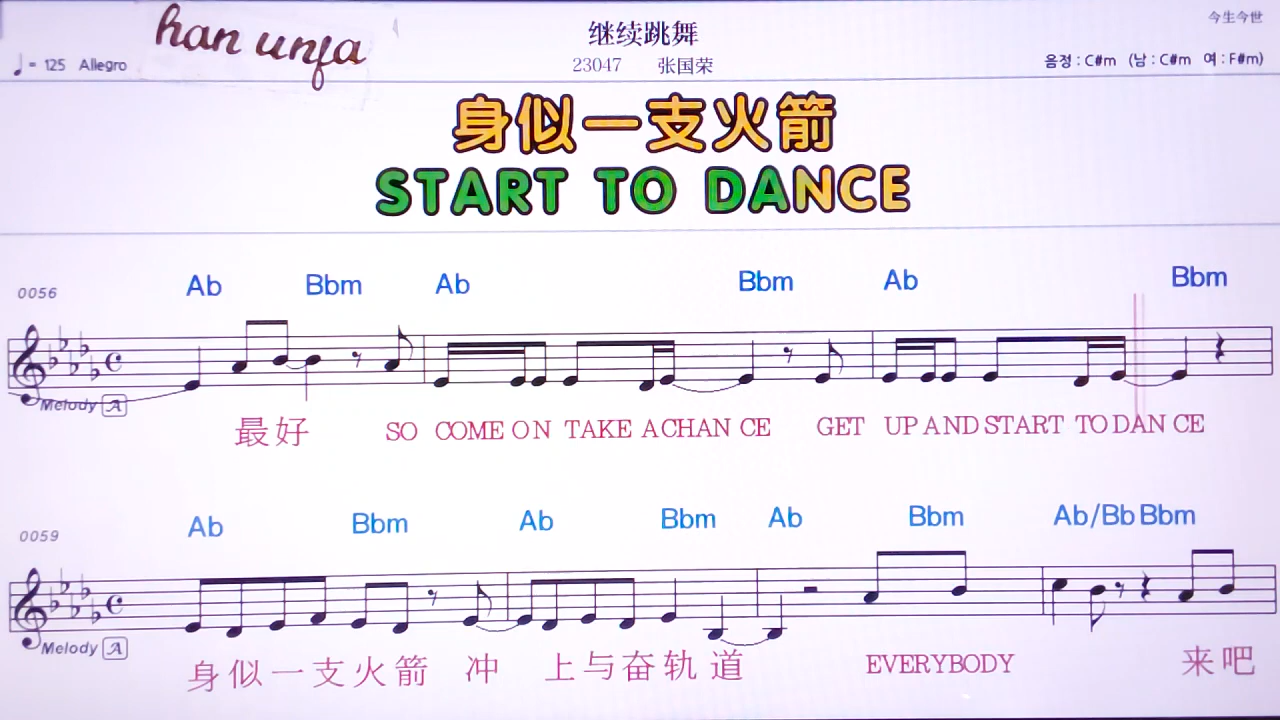 han unfa
今生今世
继续跳舞
♩= 125 Allegro
23047 张国荣
음정 : C#m (남 : C#m 여 : F#m)
身似一支火箭
START TO DANCE
0056
Ab Bbm Ab Bbm Ab Bbm
Melody A
最好 SO COME ON TAKE A CHAN CE GET UP AND START TO DAN CE
0059
Ab Bbm Ab Bbm Ab Bbm Ab/Bb Bbm
Melody A
身似一支火箭 冲 上与奋轨道 EVERYBODY 来吧